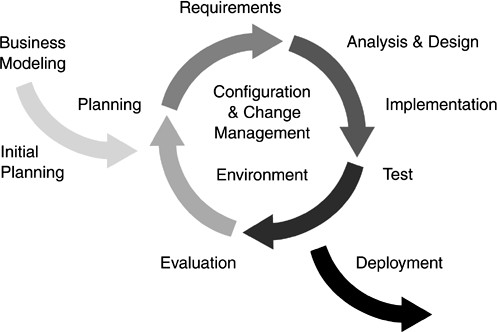 Requirements
Business
Modeling
Analysis & Design
Planning
Configuration
& Change
Management
Implementation
Initial
Planning
Environment
Test
Evaluation
Deployment